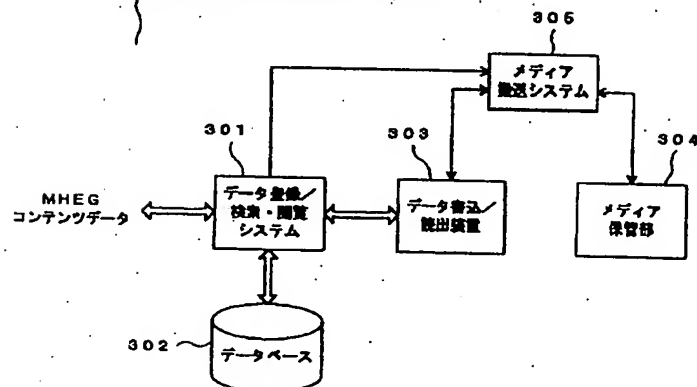 305
メディア
搬送システム
301
303
304
MHEG
コンテンツデータ
データ登録／
検索・閲覧
システム
データ書込／
読出装置
メディア
保管部
302
データベース